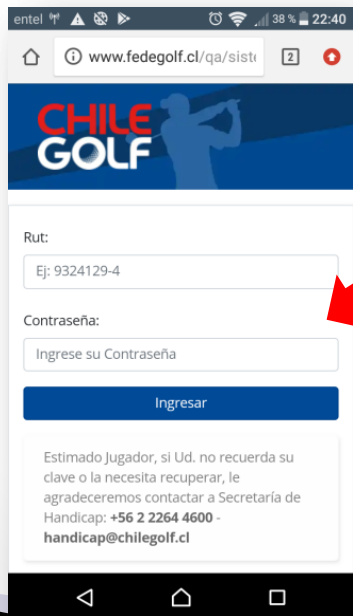 entel 38 % 22:40
www.fedegolf.cl/qa/siste 2
CHILE
GOLF
Rut:
Ej: 9324129-4
Contraseña:
Ingrese su Contraseña
Ingresar
Estimado Jugador, si Ud. no recuerda su
clave o la necesita recuperar, le
agradeceremos contactar a Secretaría de
Handicap: +56 2 2264 4600 -
handicap@chilegolf.cl